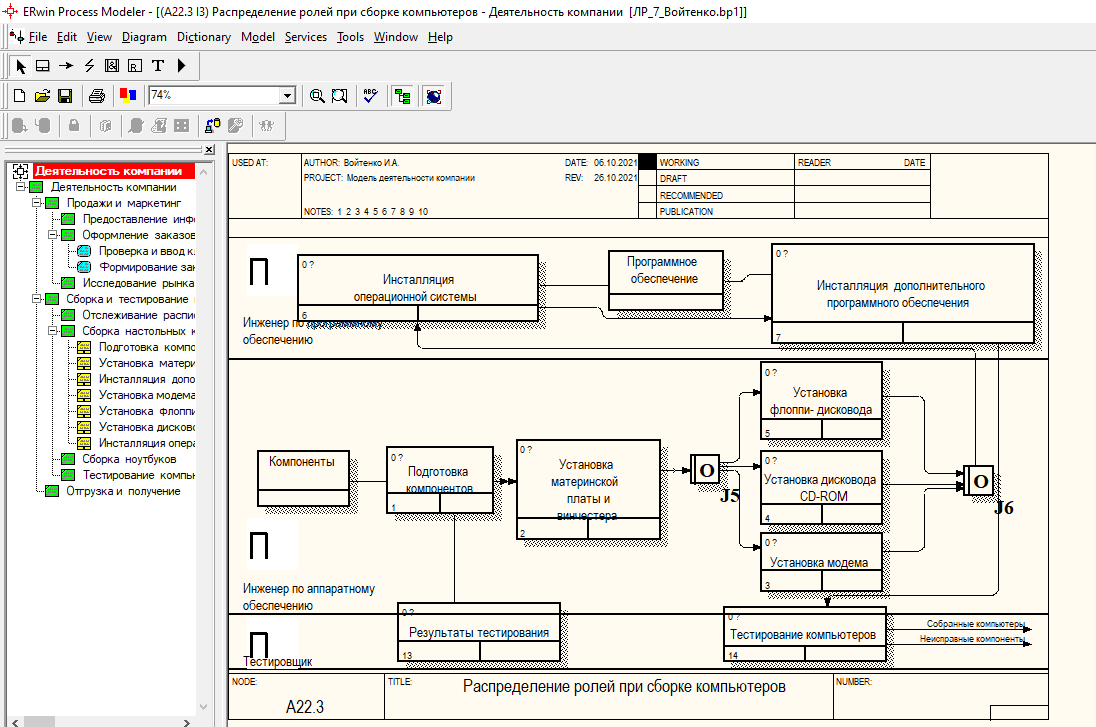 ERwin Process Modeler - [(A22.3 I3) Распределение ролей при сборке компьютеров - Деятельность компании [ЛР_7_Войтенко.bp1]]
File Edit View Diagram Dictionary Model Services Tools Window Help
T
74%
ABC
Деятельность компании
Деятельность компании
Продажи и маркетинг
Предоставление инф
Оформление заказов
Проверка и ввод к
Формирование зак
Исследование рынка
Сборка и тестирование
Отслеживание распи
Сборка настольных к
Подготовка компо
Установка матери
Инсталляция допо
Установка модема
Установка флоппи
Установка дисково
Инсталляция опера
Сборка ноутбуков
Тестирование компь
Отгрузка и получение
USED AT:
AUTHOR: Войтенко И.А.
DATE: 06.10.2021
PROJECT: Модель деятельности компании
REV: 26.10.2021
NOTES: 1 2 3 4 5 6 7 8 9 10
WORKING
DRAFT
RECOMMENDED
PUBLICATION
READER DATE
П
Инженер по программному
обеспечению
0 ?
Инсталляция
операционной системы
6
Программное
обеспечение
0 ?
Инсталляция дополнительного
программного обеспечения
7
Компоненты
0 ?
Подготовка
компонентов
1
0 ?
Установка
материнской
платы и
винчестера
2
O
J5
0 ?
Установка
флоппи- дисковода
5
0 ?
Установка дисковода
CD-ROM
4
0 ?
Установка модема
3
O
J6
П
Инженер по аппаратному
обеспечению
П
Тестировщик
0 ?
Результаты тестирования
13
0 ?
Тестирование компьютеров
14
Собранные компьютеры
Неисправные компоненты
NODE:
A22.3
TITLE:
Распределение ролей при сборке компьютеров
NUMBER: